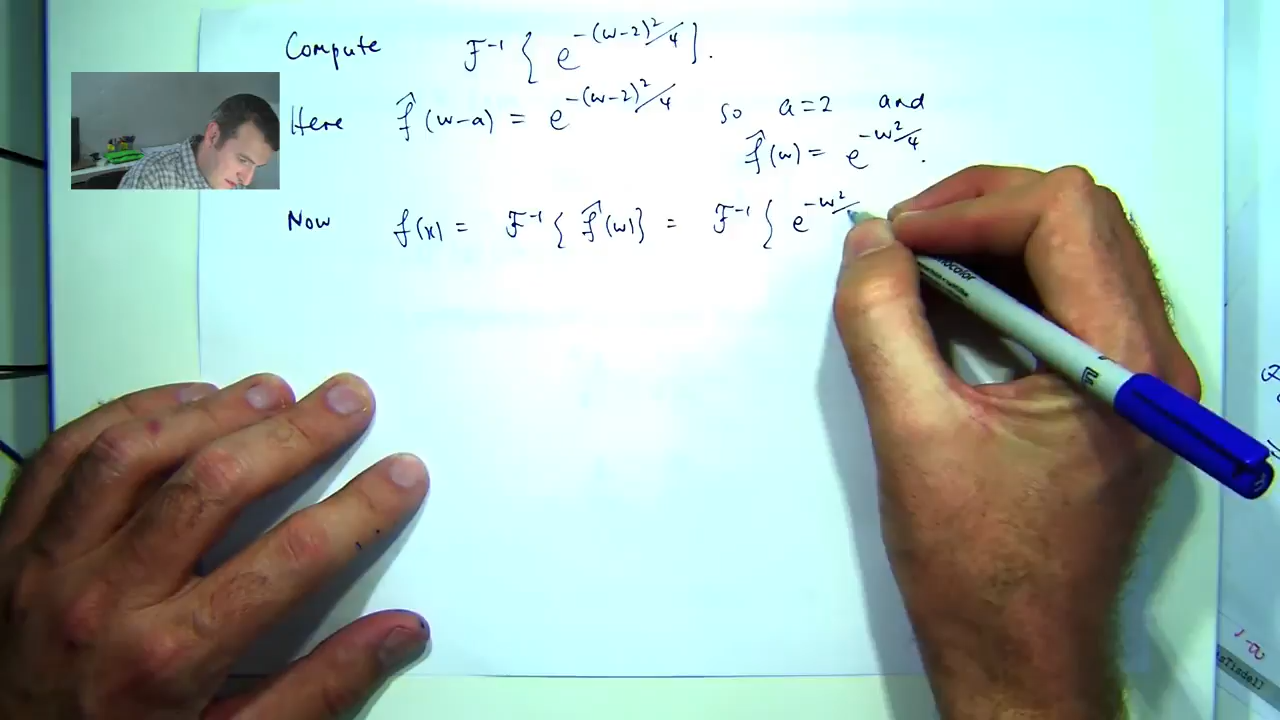 Compute F⁻¹ { e^{-(w-2)²/4} }.
Here f̂(w-a) = e^{-(w-2)²/4} so a=2 and
f̂(w) = e^{-w²/4}.
Now f(x) = F⁻¹ { f̂(w) } = F⁻¹ { e^{-w²/